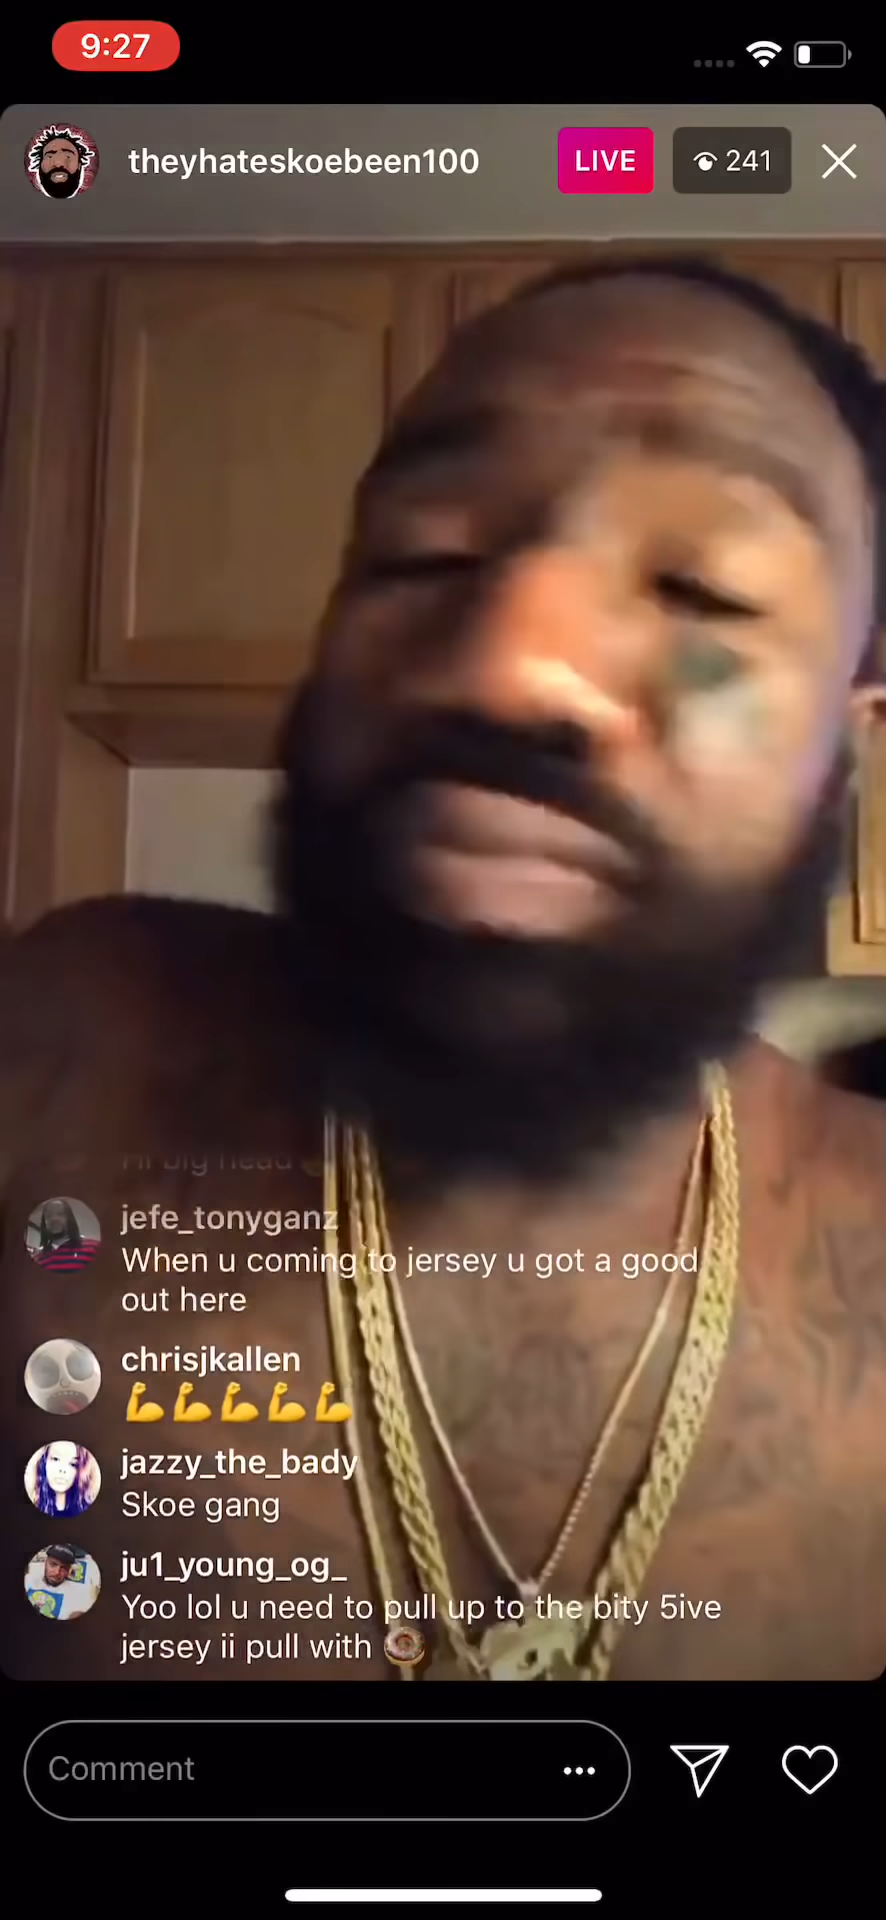 9:27
theyhateskoebeen100
LIVE
241
jefe_tonyganz
When u coming to jersey u got a good
out here
chrisjkallen
💪💪💪💪💪
jazzy_the_bady
Skoe gang
ju1_young_og_
Yoo lol u need to pull up to the bity 5ive
jersey ii pull with 🍩
Comment